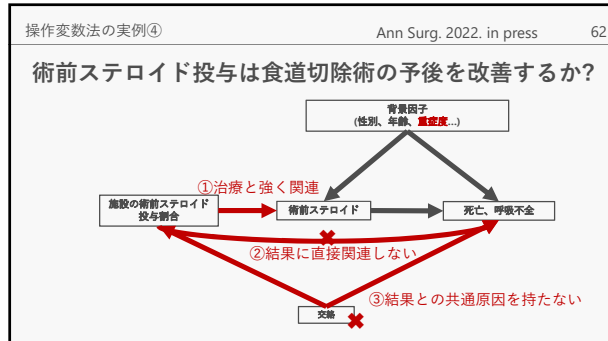 操作変数法の実例④
Ann Surg. 2022. in press
62
術前ステロイド投与は食道切除術の予後を改善するか?
背景因子
(性別、年齢、重症度...)
①治療と強く関連
施設の術前ステロイド
投与割合
術前ステロイド
死亡、呼吸不全
②結果に直接関連しない
③結果との共通原因を持たない
交絡